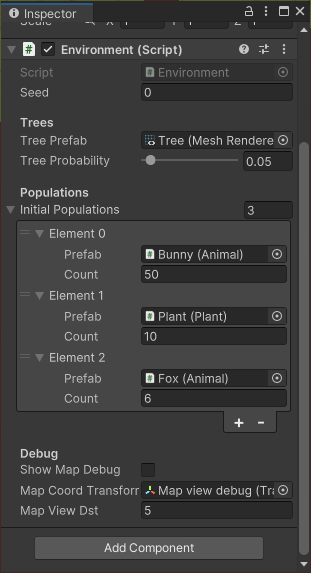 Inspector
Scale
Environment (Script)
Script Environment
Seed 0
Trees
Tree Prefab Tree (Mesh Rendere
Tree Probability 0.05
Populations
Initial Populations 3
Element 0
Prefab Bunny (Animal)
Count 50
Element 1
Prefab Plant (Plant)
Count 10
Element 2
Prefab Fox (Animal)
Count 6
+ -
Debug
Show Map Debug
Map Coord Transforr Map view debug (Tra
Map View Dst 5
Add Component